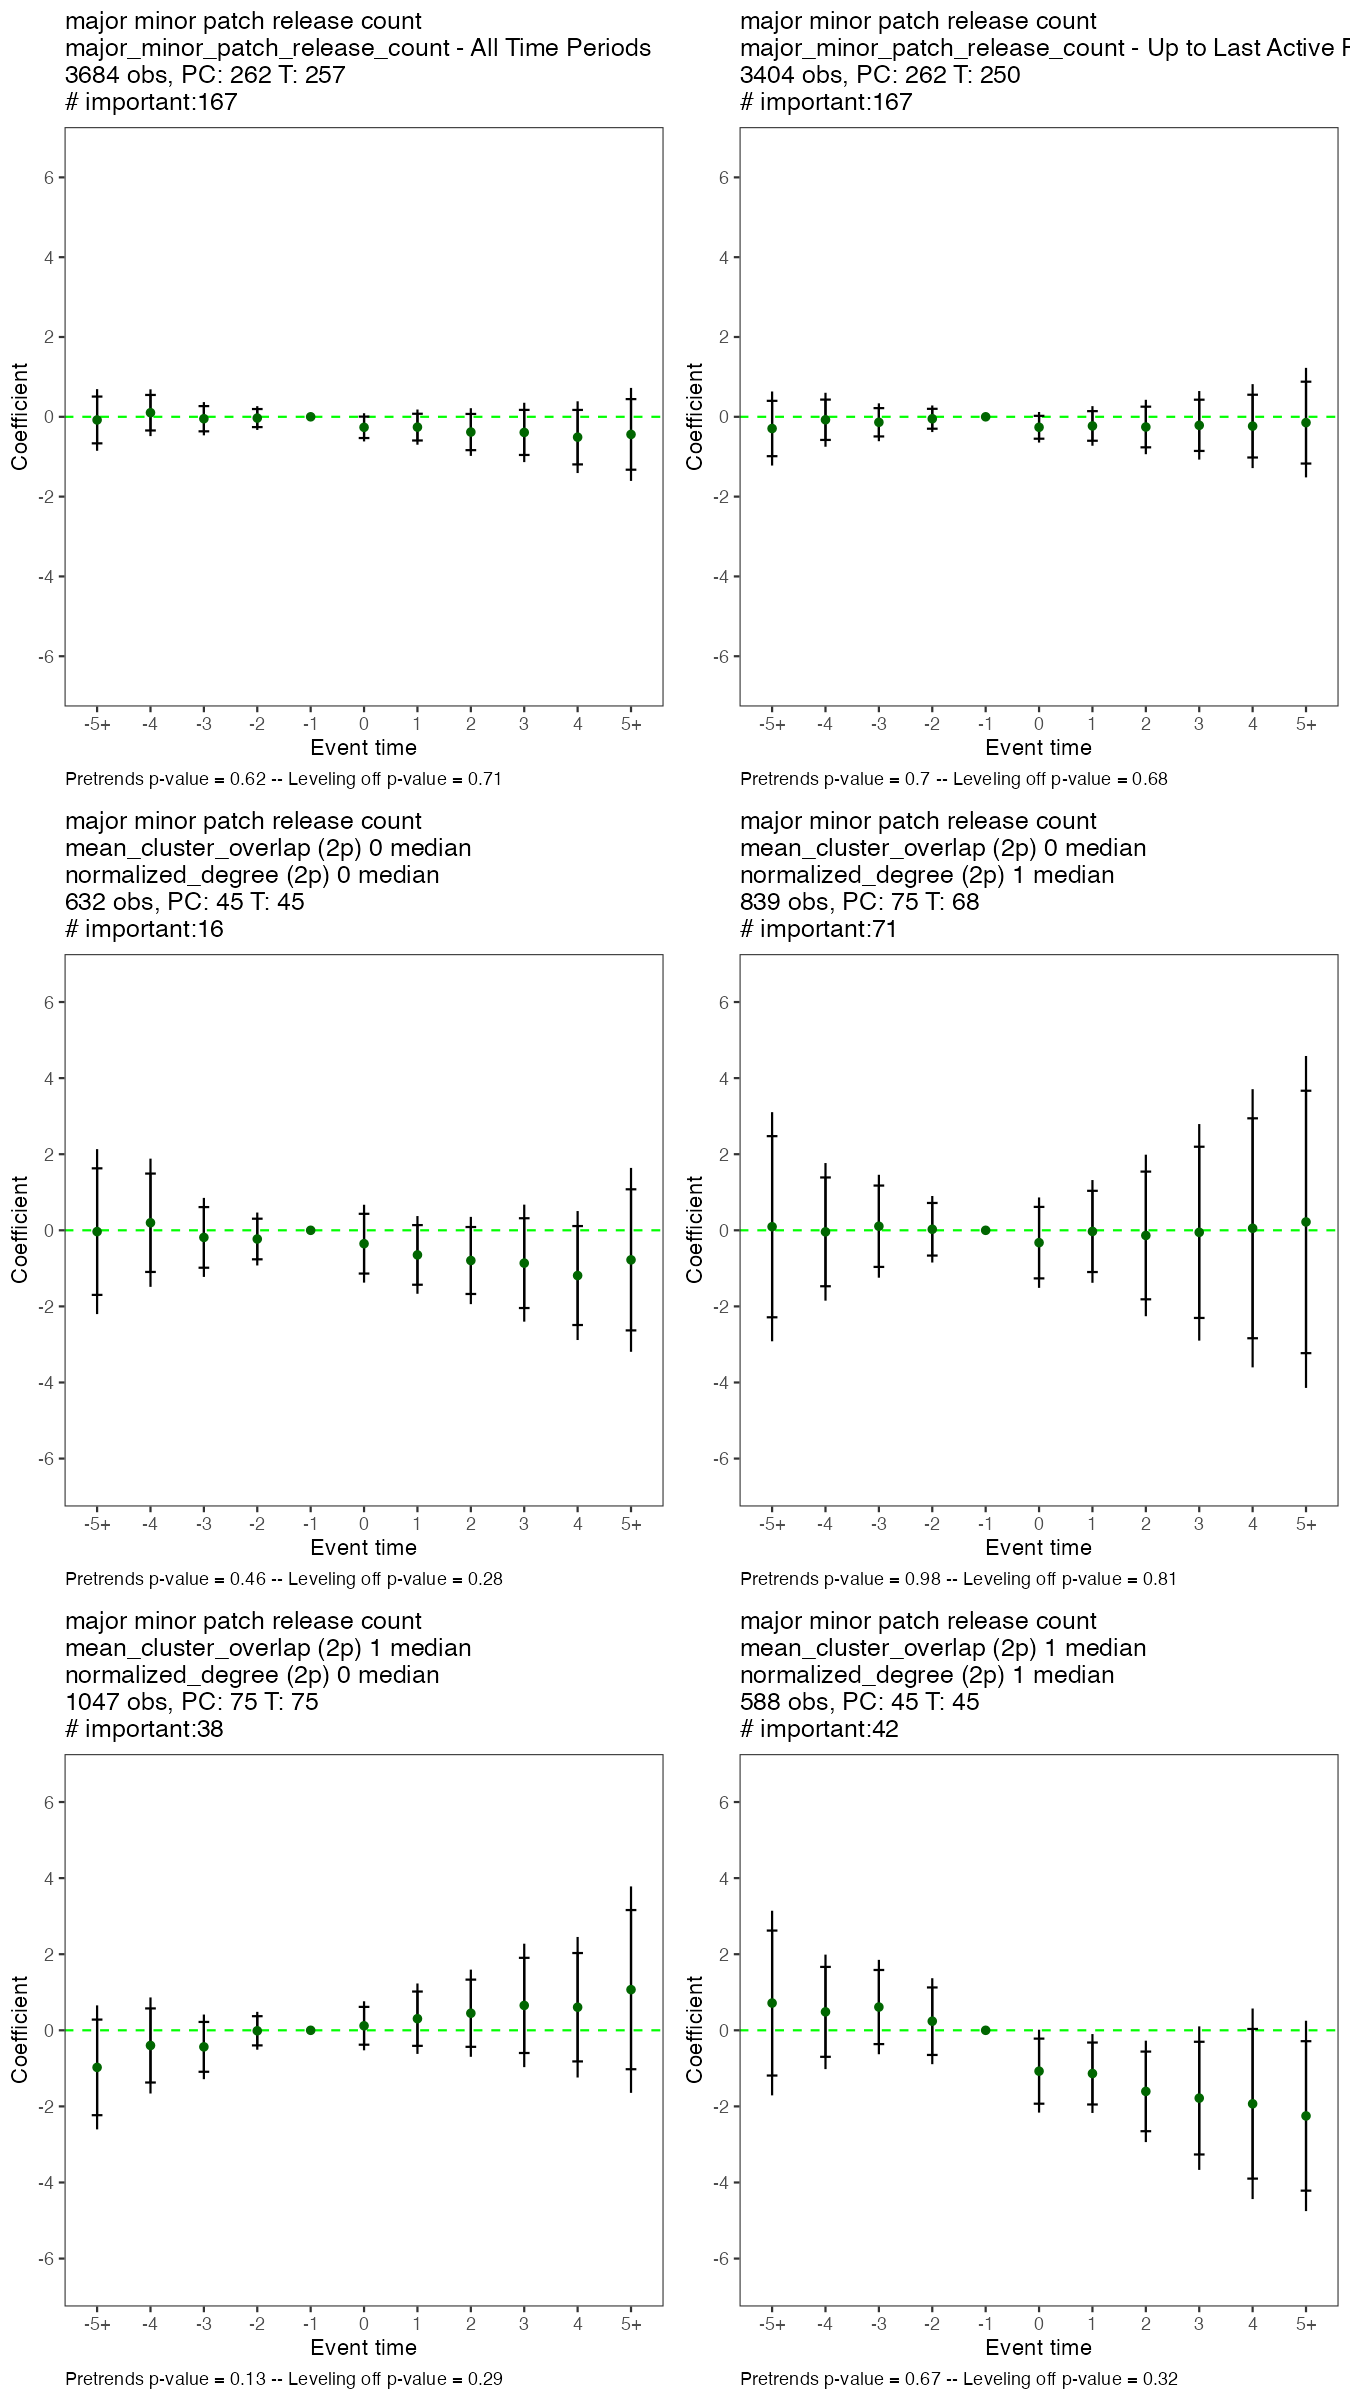 major minor patch release count
major_minor_patch_release_count - All Time Periods
3684 obs, PC: 262 T: 257
# important:167
6
4
2
0
-2
-4
-6
Coefficient
-5+ -4 -3 -2 -1 0 1 2 3 4 5+
Event time
Pretrends p-value = 0.62 -- Leveling off p-value = 0.71
major minor patch release count
major_minor_patch_release_count - Up to Last Active
3404 obs, PC: 262 T: 250
# important:167
6
4
2
0
-2
-4
-6
Coefficient
-5+ -4 -3 -2 -1 0 1 2 3 4 5+
Event time
Pretrends p-value = 0.7 -- Leveling off p-value = 0.68
major minor patch release count
mean_cluster_overlap (2p) 0 median
normalized_degree (2p) 0 median
632 obs, PC: 45 T: 45
# important:16
6
4
2
0
-2
-4
-6
Coefficient
-5+ -4 -3 -2 -1 0 1 2 3 4 5+
Event time
Pretrends p-value = 0.46 -- Leveling off p-value = 0.28
major minor patch release count
mean_cluster_overlap (2p) 0 median
normalized_degree (2p) 1 median
839 obs, PC: 75 T: 68
# important:71
6
4
2
0
-2
-4
-6
Coefficient
-5+ -4 -3 -2 -1 0 1 2 3 4 5+
Event time
Pretrends p-value = 0.98 -- Leveling off p-value = 0.81
major minor patch release count
mean_cluster_overlap (2p) 1 median
normalized_degree (2p) 0 median
1047 obs, PC: 75 T: 75
# important:38
6
4
2
0
-2
-4
-6
Coefficient
-5+ -4 -3 -2 -1 0 1 2 3 4 5+
Event time
Pretrends p-value = 0.13 -- Leveling off p-value = 0.29
major minor patch release count
mean_cluster_overlap (2p) 1 median
normalized_degree (2p) 1 median
588 obs, PC: 45 T: 45
# important:42
6
4
2
0
-2
-4
-6
Coefficient
-5+ -4 -3 -2 -1 0 1 2 3 4 5+
Event time
Pretrends p-value = 0.67 -- Leveling off p-value = 0.32